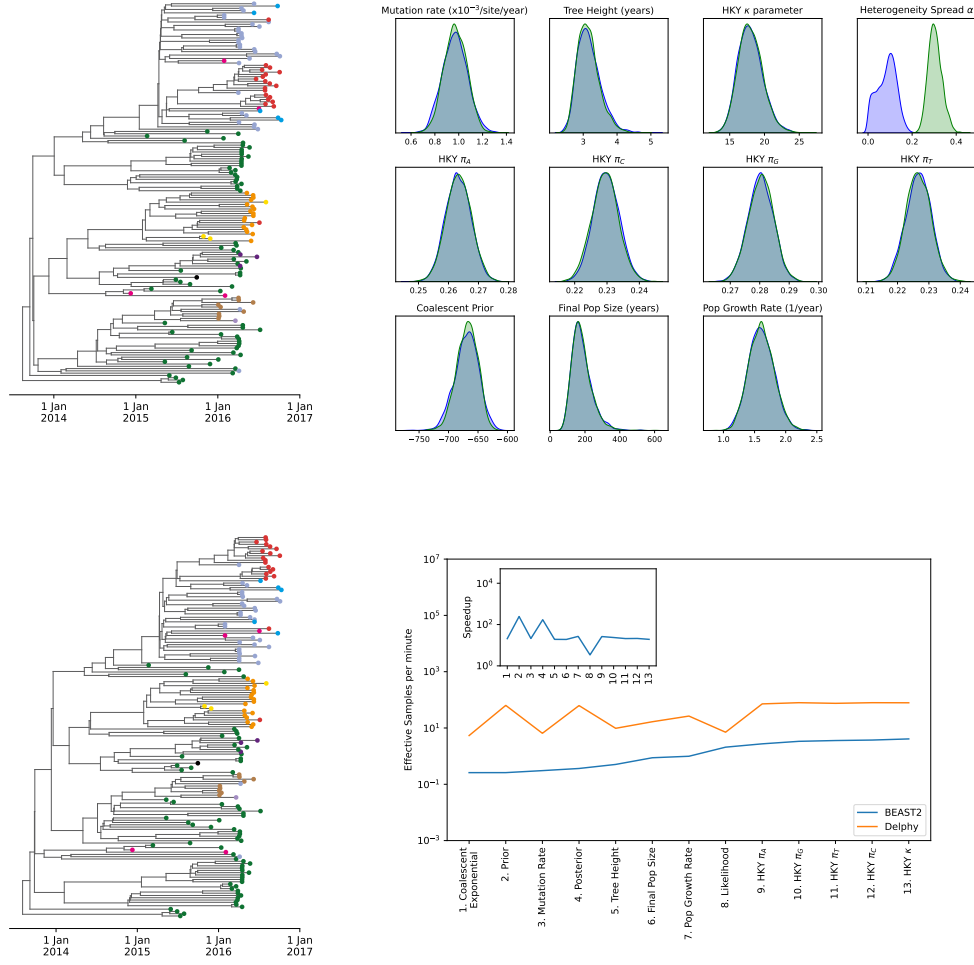 Mutation rate (x10⁻³/site/year)
Tree Height (years)
HKY κ parameter
Heterogeneity Spread α
0.6 0.8 1.0 1.2 1.4
3 4 5
15 20 25
0.0 0.2 0.4
HKY π_A
HKY π_C
HKY π_G
HKY π_T
0.25 0.26 0.27 0.28
0.22 0.23 0.24
0.27 0.28 0.29 0.30
0.21 0.22 0.23 0.24
Coalescent Prior
Final Pop Size (years)
Pop Growth Rate (1/year)
−750 −700 −650 −600
0 200 400 600
1.0 1.5 2.0 2.5
1 Jan 1 Jan 1 Jan 1 Jan
2014 2015 2016 2017
1 Jan 1 Jan 1 Jan 1 Jan
2014 2015 2016 2017
Effective Samples per minute
10⁷
10⁵
10³
10¹
10⁻¹
10⁻³
Speedup
10⁴
10²
10⁰
1 2 3 4 5 6 7 8 9 10 11 12 13
BEAST2
Delphy
1. Coalescent
Exponential
2. Prior
3. Mutation Rate
4. Posterior
5. Tree Height
6. Final Pop Size
7. Pop Growth Rate
8. Likelihood
9. HKY π_A
10. HKY π_G
11. HKY π_T
12. HKY π_C
13. HKY κ